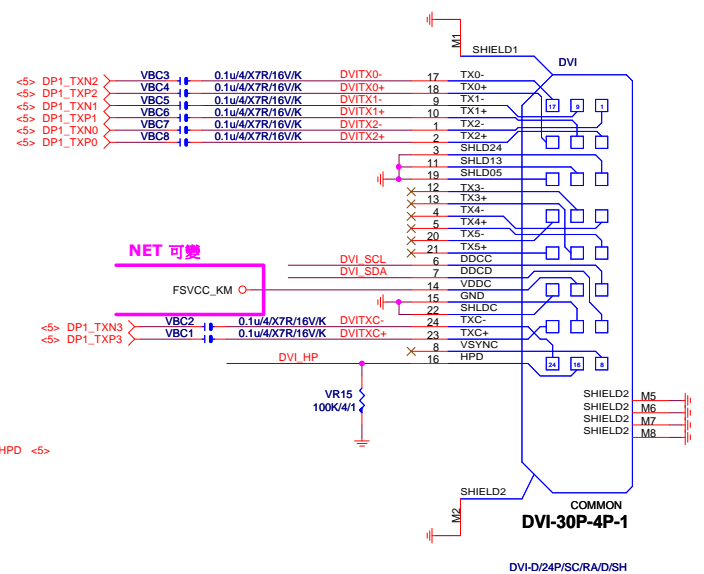 M1
SHIELD1
DVI
<5> DP1_TXN2 VBC3 0.1u/4/X7R/16V/K DVITX0- 17 TX0-
<5> DP1_TXP2 VBC4 0.1u/4/X7R/16V/K DVITX0+ 18 TX0+
<5> DP1_TXN1 VBC5 0.1u/4/X7R/16V/K DVITX1- 9 TX1- 17 9 1
<5> DP1_TXP1 VBC6 0.1u/4/X7R/16V/K DVITX1+ 10 TX1+
<5> DP1_TXN0 VBC7 0.1u/4/X7R/16V/K DVITX2- 1 TX2-
<5> DP1_TXP0 VBC8 0.1u/4/X7R/16V/K DVITX2+ 2 TX2+
3 SHLD24
11 SHLD13
19 SHLD05
12 TX3-
13 TX3+
4 TX4-
5 TX4+
20 TX5-
21 TX5+
NET 可變
DVI_SCL 6 DDCC
DVI_SDA 7 DDCD
FSVCC_KM 14 VDDC
15 GND
22 SHLDC
<5> DP1_TXN3 VBC2 0.1u/4/X7R/16V/K DVITXC- 24 TXC-
<5> DP1_TXP3 VBC1 0.1u/4/X7R/16V/K DVITXC+ 23 TXC+
8 VSYNC
DVI_HP 16 HPD 24 16 8
VR15
100K/4/1
SHIELD2 M5
SHIELD2 M6
SHIELD2 M7
SHIELD2 M8
HPD <5>
SHIELD2
M2
COMMON
DVI-30P-4P-1
DVI-D/24P/SC/RA/D/SH